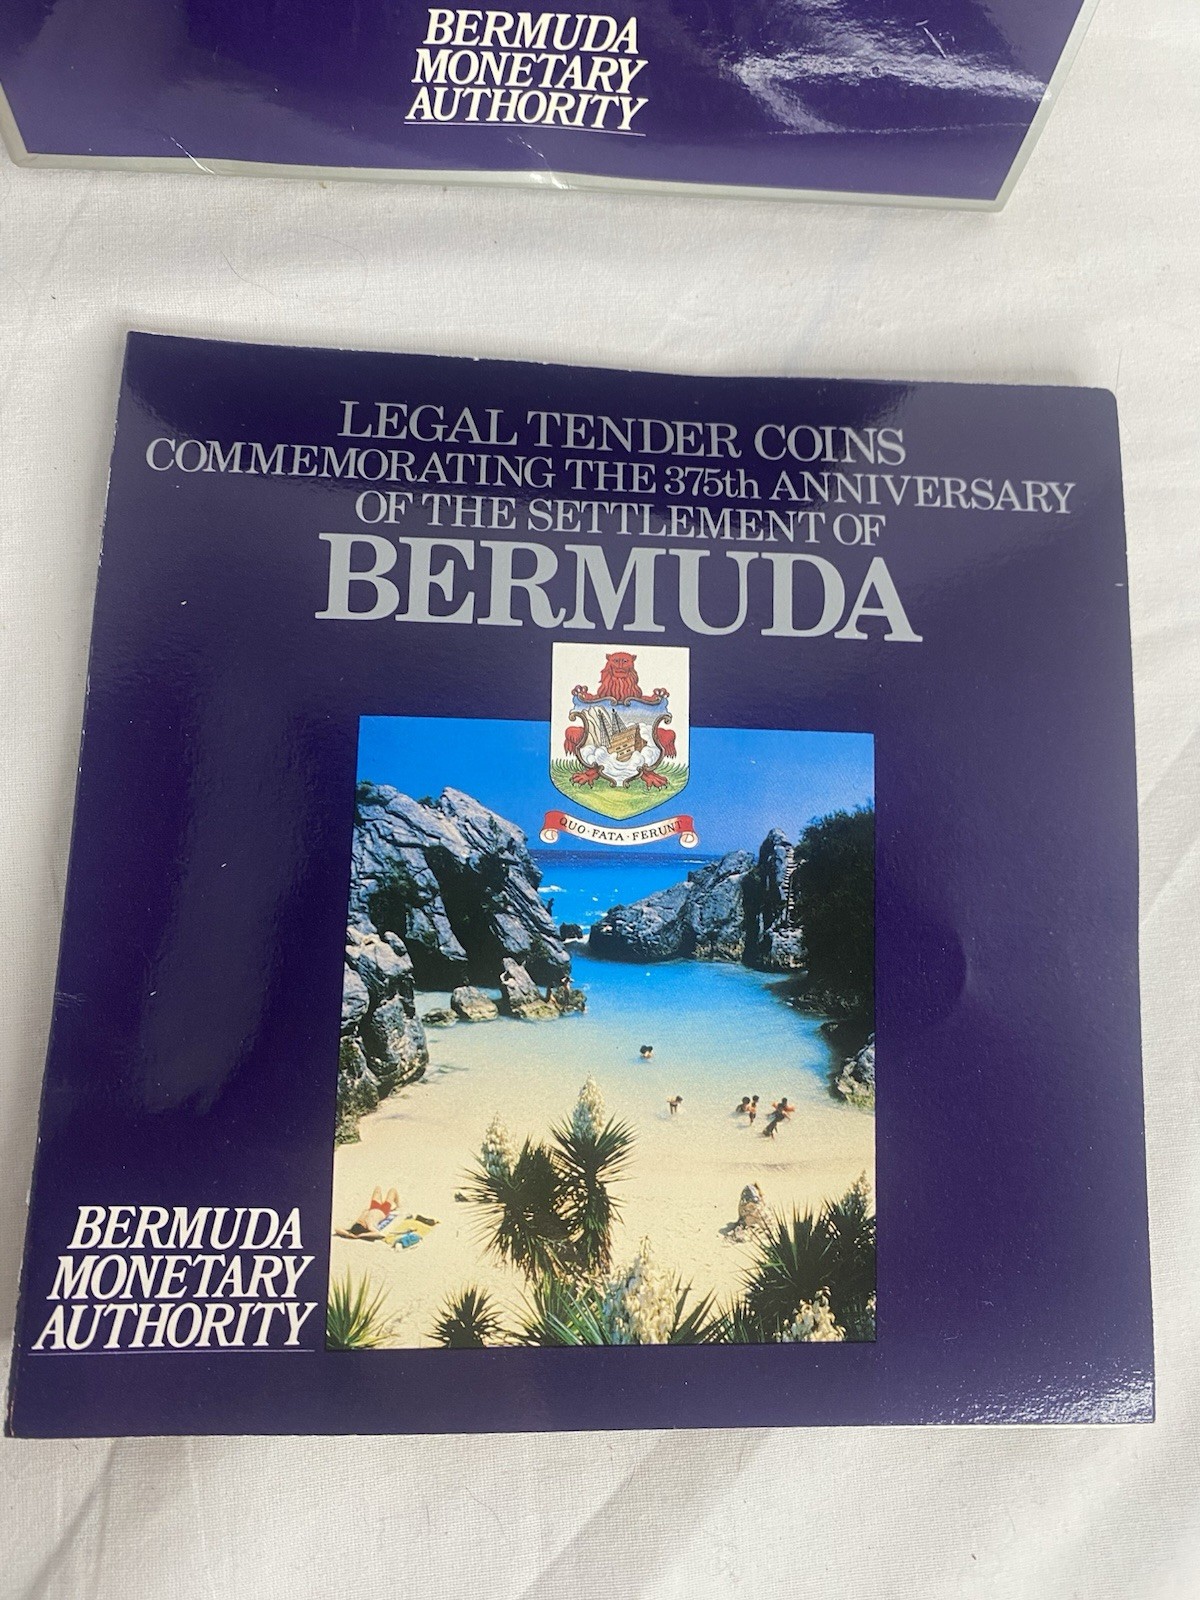 BERMUDA
MONETARY
AUTHORITY
LEGAL TENDER COINS
COMMEMORATING THE 375th ANNIVERSARY
OF THE SETTLEMENT OF
BERMUDA
QUO·FATA·FERUNT
BERMUDA
MONETARY
AUTHORITY